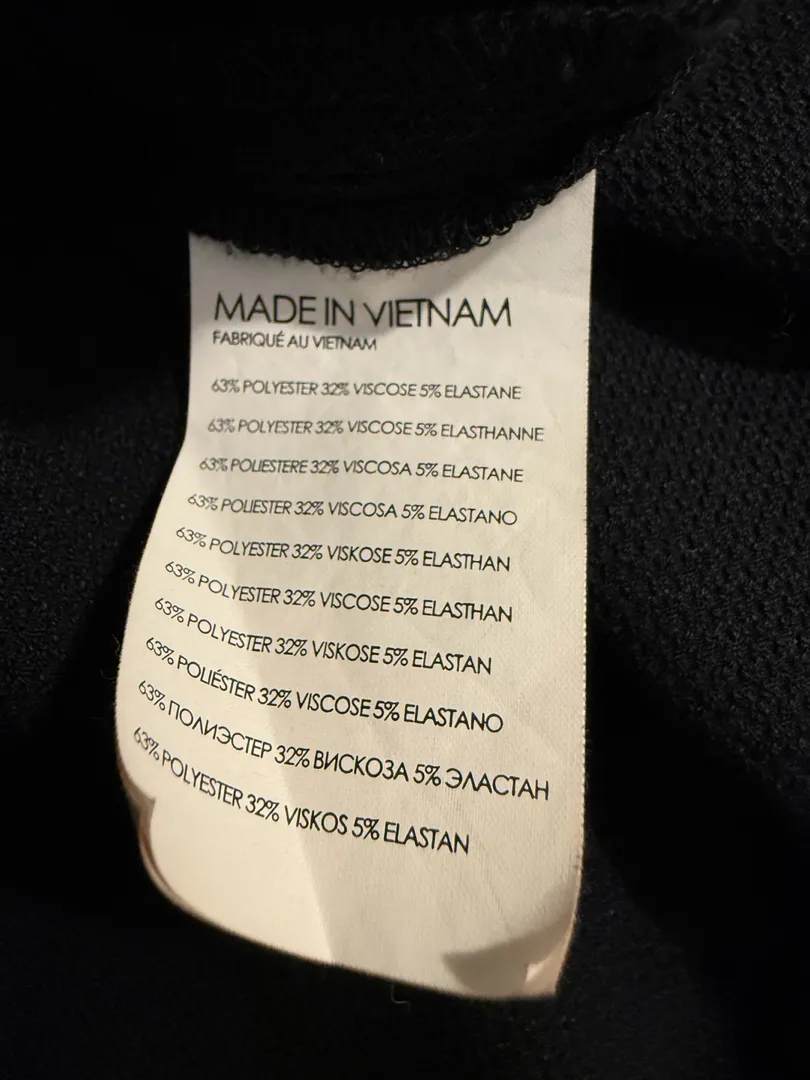 MADE IN VIETNAM
FABRIQUÉ AU VIETNAM
63% POLYESTER 32% VISCOSE 5% ELASTANE
63% POLYESTER 32% VISCOSE 5% ELASTHANNE
63% POLIESTERE 32% VISCOSA 5% ELASTANE
63% POLIESTER 32% VISCOSA 5% ELASTANO
63% POLYESTER 32% VISKOSE 5% ELASTHAN
63% POLYESTER 32% VISCOSE 5% ELASTHAN
63% POLYESTER 32% VISKOSE 5% ELASTAN
63% POLIÉSTER 32% VISCOSE 5% ELASTANO
63% ПОЛИЭСТЕР 32% ВИСКОЗА 5% ЭЛАСТАН
63% POLYESTER 32% VISKOS 5% ELASTAN